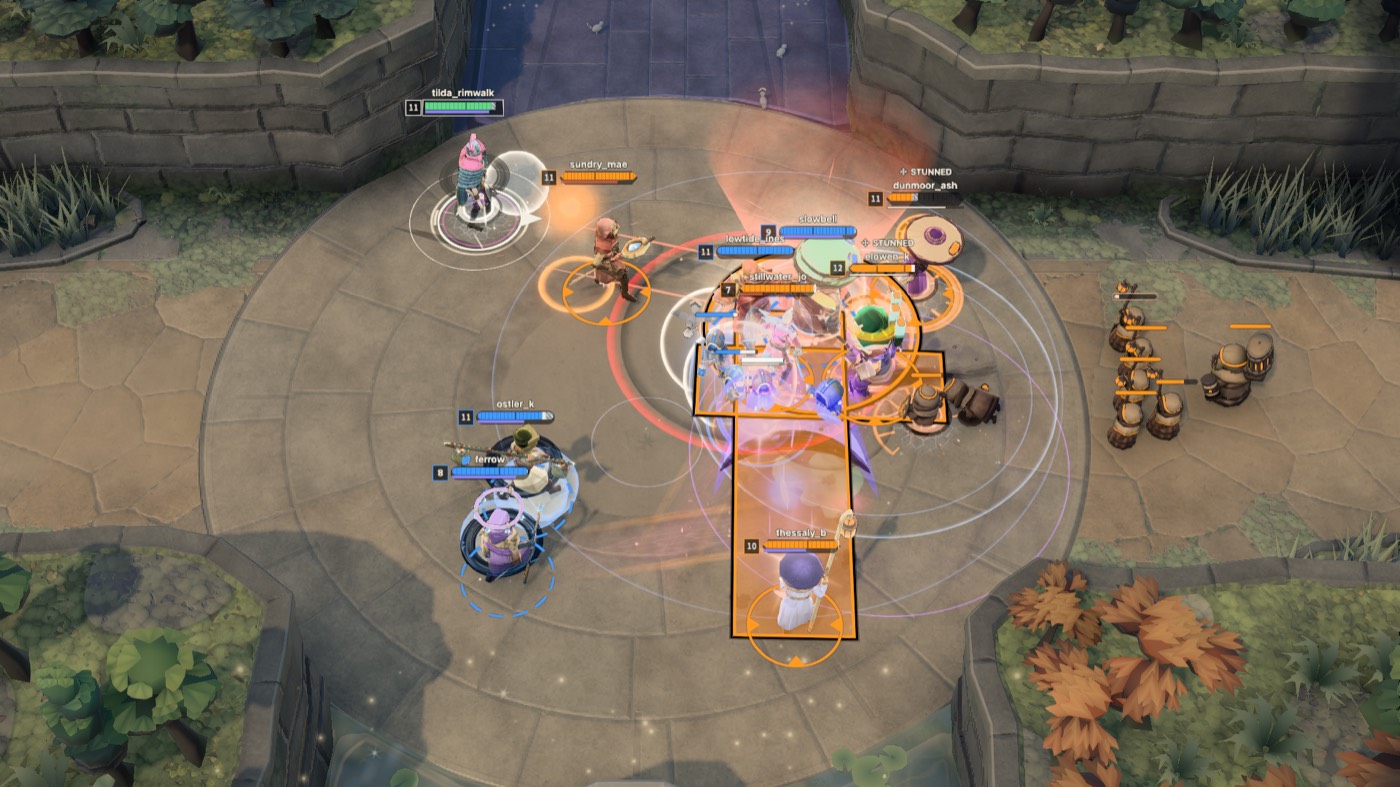 tilda_rimwalk
11
sundry_mae
11
STUNNED
dunmoor_ash
11
slowbell
9
lowtide_ines
11
STUNNED
elowen_k
12
stillwater_jo
7
ostler_k
11
ferrow
8
thessaly_b
10